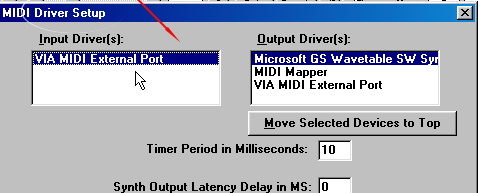 MIDI Driver Setup
Input Driver(s):
VIA MIDI External Port
Output Driver(s):
Microsoft GS Wavetable SW Syn
MIDI Mapper
VIA MIDI External Port
Move Selected Devices to Top
Timer Period in Milliseconds: 10
Synth Output Latency Delay in MS: 0